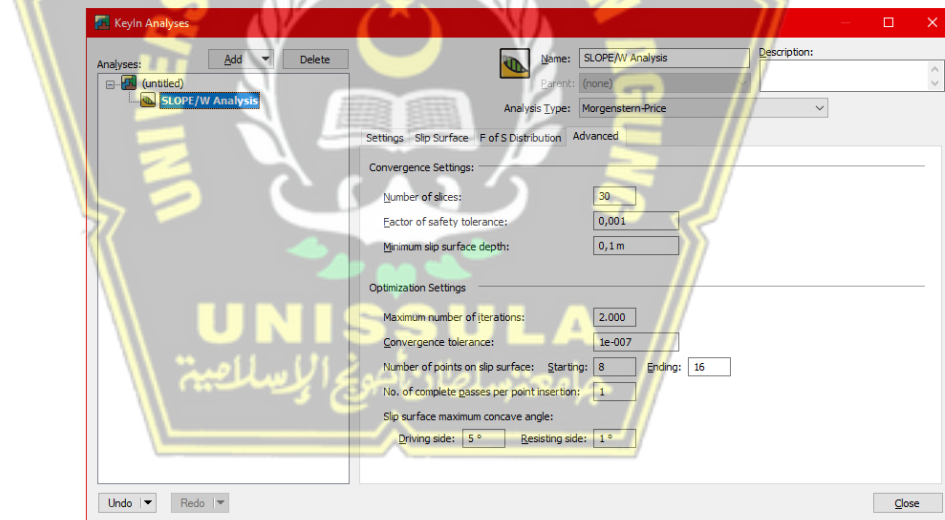 KeyIn Analyses
Analyses:
Add
Delete
(untitled)
SLOPE/W Analysis
Name: SLOPE/W Analysis
Description:
Parent: (none)
Analysis Type: Morgenstern-Price
Settings Slip Surface F of S Distribution Advanced
Convergence Settings:
Number of slices: 30
Factor of safety tolerance: 0,001
Minimum slip surface depth: 0,1 m
Optimization Settings
Maximum number of iterations: 2.000
Convergence tolerance: 1e-007
Number of points on slip surface: Starting: 8 Ending: 16
No. of complete passes per point insertion: 1
Slip surface maximum concave angle:
Driving side: 5 ° Resisting side: 1 °
Undo Redo Close
UNISSULA